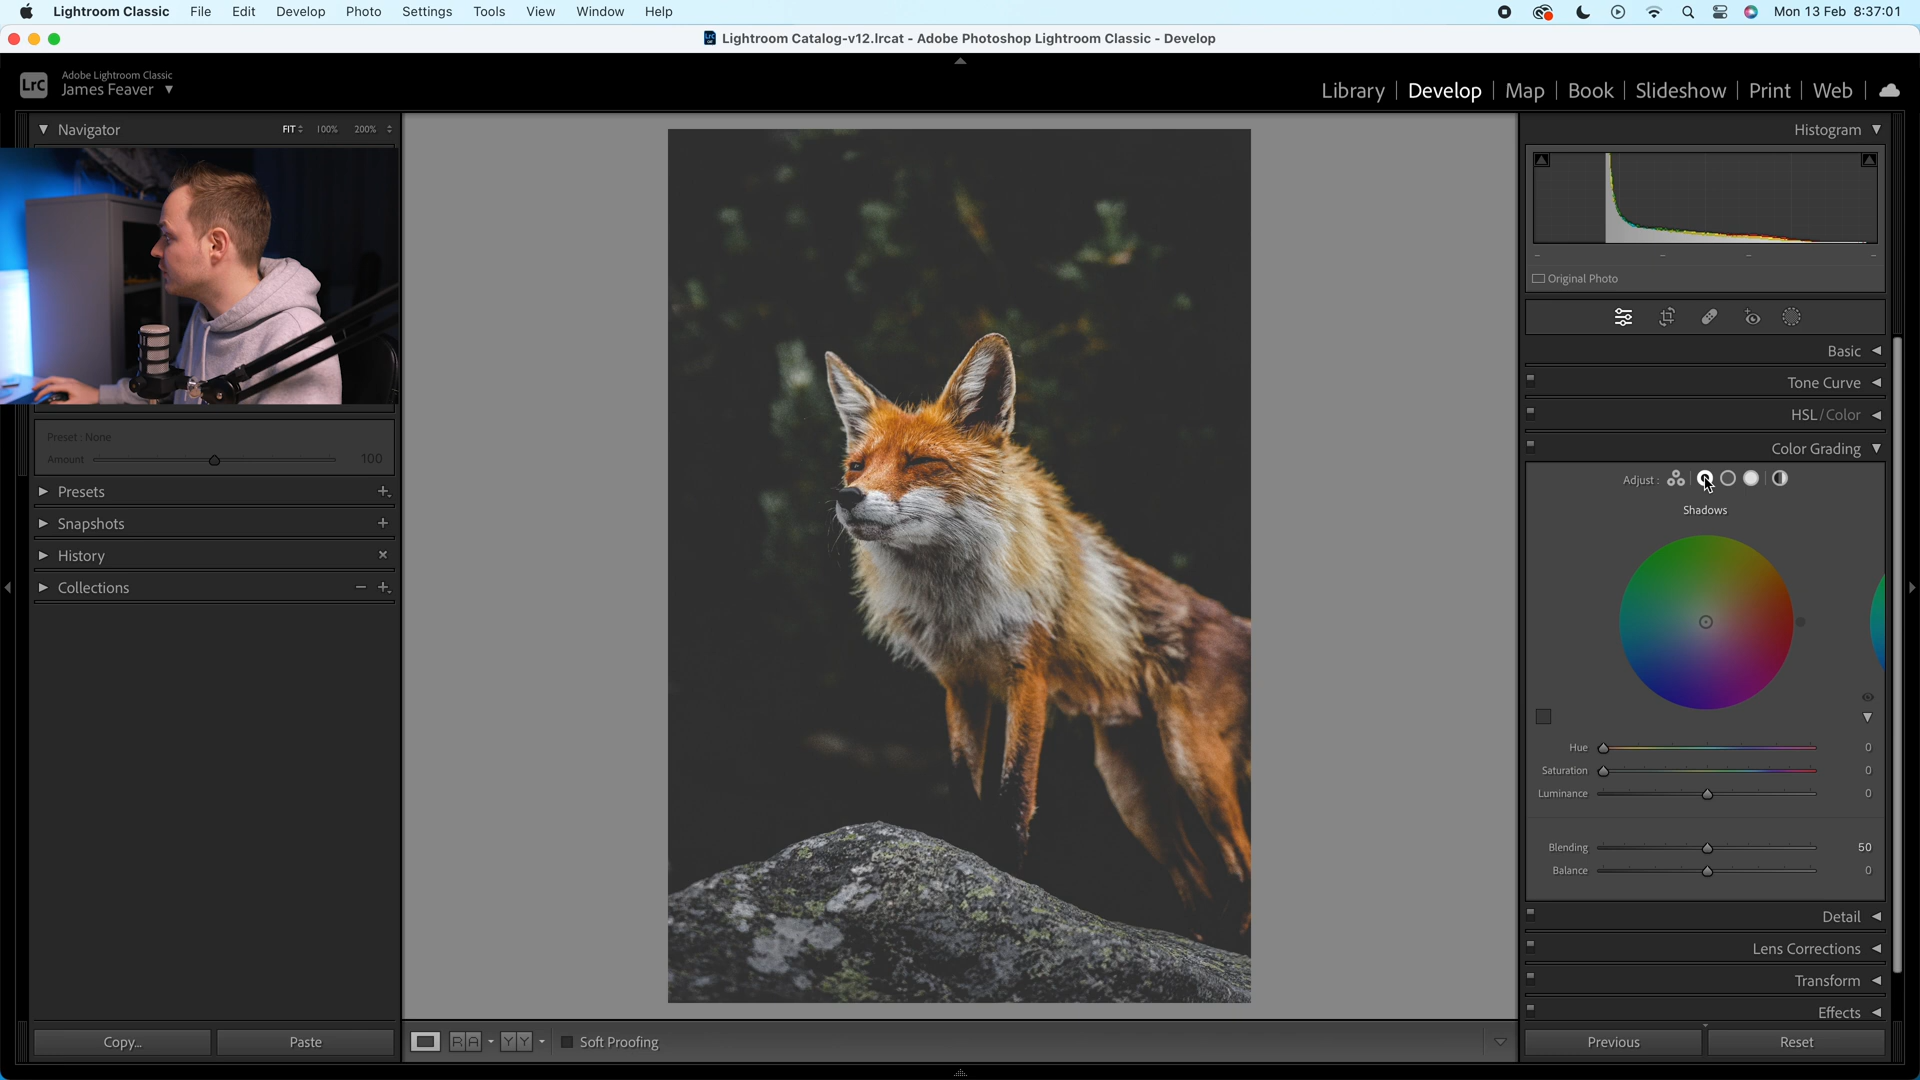 Lightroom Classic File Edit Develop Photo Settings Tools View Window Help Mon 13 Feb 8:37:01
Lightroom Catalog-v12.lrcat - Adobe Photoshop Lightroom Classic - Develop
LrC
Adobe Lightroom Classic
James Feaver
Library | Develop | Map | Book | Slideshow | Print | Web
Navigator FIT 100% 200%
Preset : None
Amount 100
Presets
Snapshots
History
Collections
Copy... Paste
R A Y Y Soft Proofing
Histogram
Original Photo
Basic
Tone Curve
HSL / Color
Color Grading
Adjust :
Shadows
Hue 0
Saturation 0
Luminance 0
Blending 50
Balance 0
Detail
Lens Corrections
Transform
Effects
Previous Reset